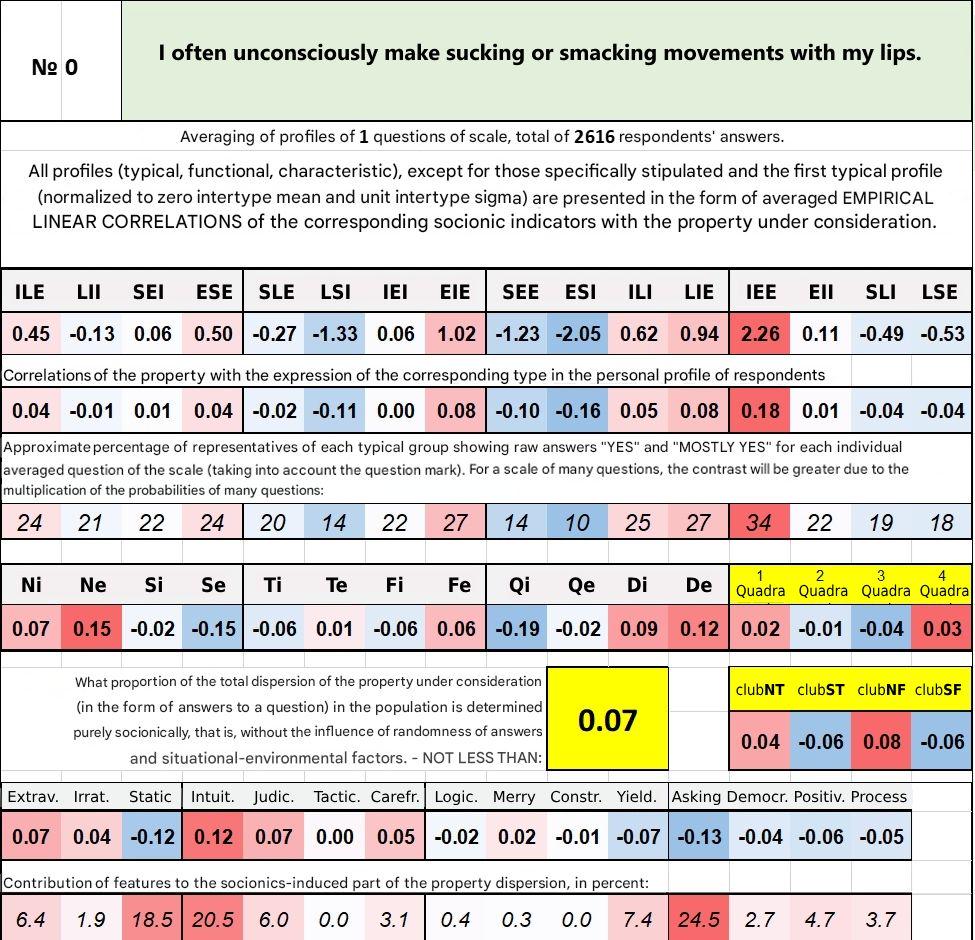 № 0
I often unconsciously make sucking or smacking movements with my lips.
Averaging of profiles of 1 questions of scale, total of 2616 respondents' answers.
All profiles (typical, functional, characteristic), except for those specifically stipulated and the first typical profile
(normalized to zero intertype mean and unit intertype sigma) are presented in the form of averaged EMPIRICAL
LINEAR CORRELATIONS of the corresponding socionic indicators with the property under consideration.
ILE LII SEI ESE SLE LSI IEI EIE SEE ESI ILI LIE IEE EII SLI LSE
0.45 -0.13 0.06 0.50 -0.27 -1.33 0.06 1.02 -1.23 -2.05 0.62 0.94 2.26 0.11 -0.49 -0.53
Correlations of the property with the expression of the corresponding type in the personal profile of respondents
0.04 -0.01 0.01 0.04 -0.02 -0.11 0.00 0.08 -0.10 -0.16 0.05 0.08 0.18 0.01 -0.04 -0.04
Approximate percentage of representatives of each typical group showing raw answers "YES" and "MOSTLY YES" for each individual
averaged question of the scale (taking into account the question mark). For a scale of many questions, the contrast will be greater due to the
multiplication of the probabilities of many questions:
24 21 22 24 20 14 22 27 14 10 25 27 34 22 19 18
Ni Ne Si Se Ti Te Fi Fe Qi Qe Di De 1 Quadra 2 Quadra 3 Quadra 4 Quadra
0.07 0.15 -0.02 -0.15 -0.06 0.01 -0.06 0.06 -0.19 -0.02 0.09 0.12 0.02 -0.01 -0.04 0.03
What proportion of the total dispersion of the property under consideration
(in the form of answers to a question) in the population is determined
purely socionically, that is, without the influence of randomness of answers
and situational-environmental factors. - NOT LESS THAN:
0.07
clubNT clubST clubNF clubSF
0.04 -0.06 0.08 -0.06
Extrav. Irrat. Static Intuit. Judic. Tactic. Carefr. Logic. Merry Constr. Yield. Asking Democr. Positiv. Process
0.07 0.04 -0.12 0.12 0.07 0.00 0.05 -0.02 0.02 -0.01 -0.07 -0.13 -0.04 -0.06 -0.05
Contribution of features to the socionics-induced part of the property dispersion, in percent:
6.4 1.9 18.5 20.5 6.0 0.0 3.1 0.4 0.3 0.0 7.4 24.5 2.7 4.7 3.7